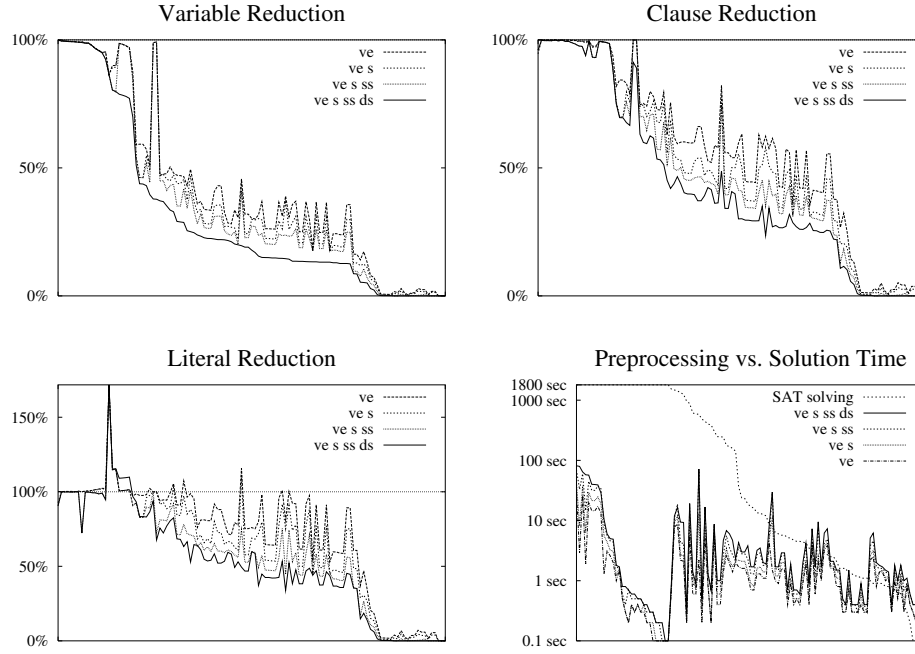 Variable Reduction
100%
50%
0%
ve
ve s
ve s ss
ve s ss ds
Clause Reduction
100%
50%
0%
ve
ve s
ve s ss
ve s ss ds
Literal Reduction
150%
100%
50%
0%
ve
ve s
ve s ss
ve s ss ds
Preprocessing vs. Solution Time
1800 sec
1000 sec
100 sec
10 sec
1 sec
0.1 sec
SAT solving
ve s ss ds
ve s ss
ve s
ve